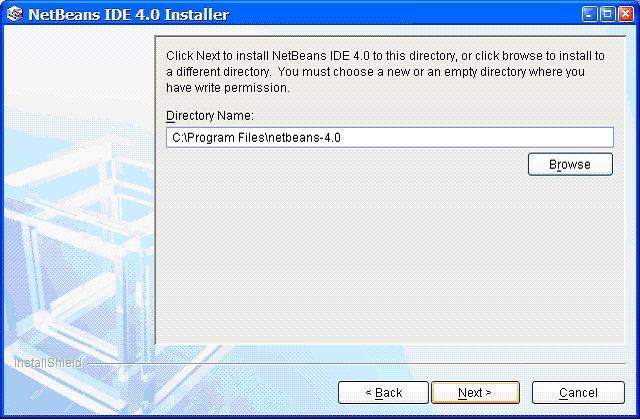 NetBeans IDE 4.0 Installer
Click Next to install NetBeans IDE 4.0 to this directory, or click browse to install to
a different directory.  You must choose a new or an empty directory where you
have write permission.
Directory Name:
C:\Program Files\netbeans-4.0
Browse
InstallShield
< Back
Next >
Cancel